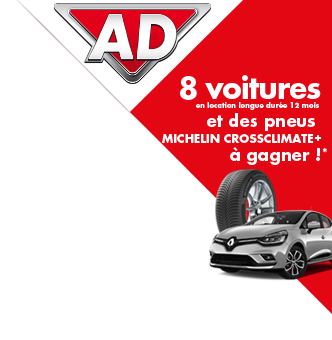 AD
8 voitures
en location longue durée 12 mois
et des pneus
MICHELIN CROSSCLIMATE+
à gagner !*